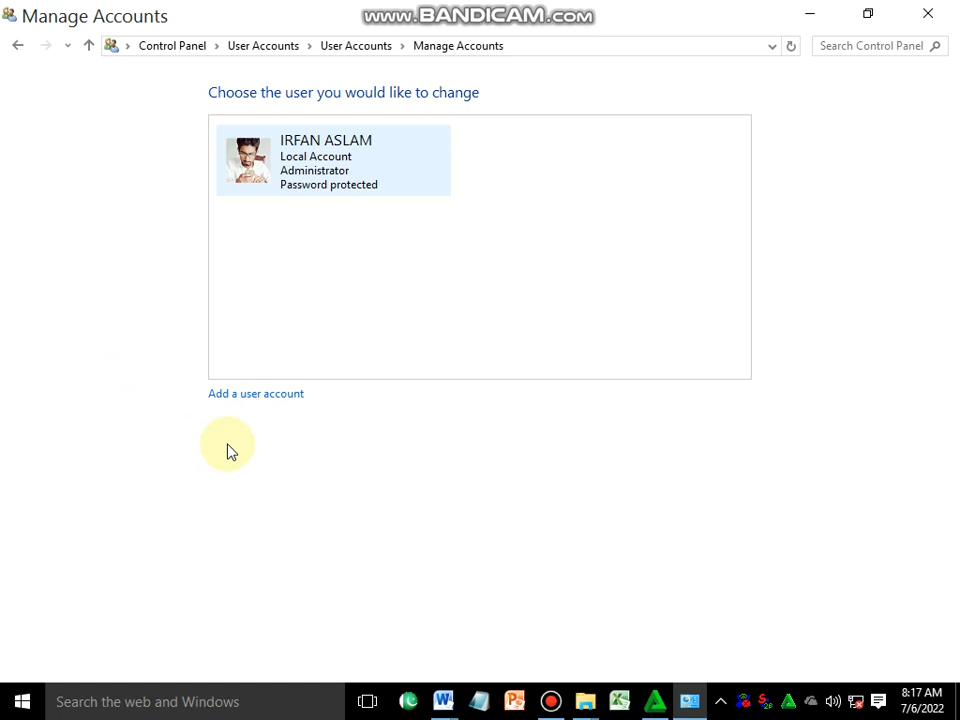 Manage Accounts
www.BANDICAM.com
Control Panel > User Accounts > User Accounts > Manage Accounts
Search Control Panel
Choose the user you would like to change
IRFAN ASLAM
Local Account
Administrator
Password protected
Add a user account
Search the web and Windows
8:17 AM
7/6/2022